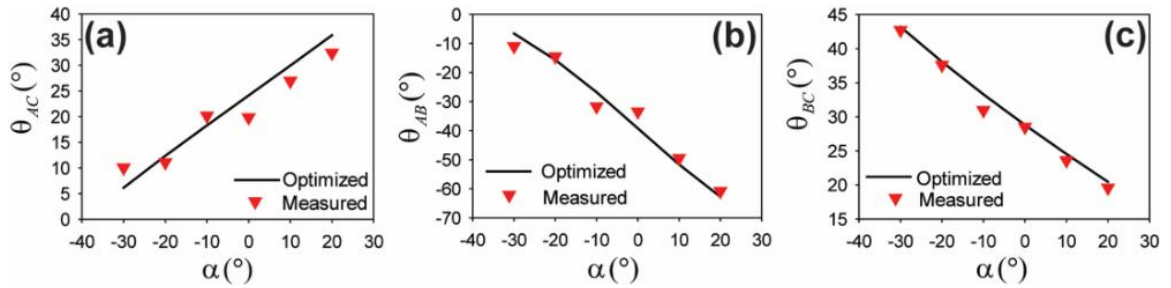 (a)
θAC (°)
40
35
30
25
20
15
10
5
0
Optimized
Measured
-40 -30 -20 -10 0 10 20 30
α (°)
(b)
θAB (°)
0
-10
-20
-30
-40
-50
-60
-70
Optimized
Measured
-40 -30 -20 -10 0 10 20 30
α (°)
(c)
θBC (°)
45
40
35
30
25
20
15
Optimized
Measured
-40 -30 -20 -10 0 10 20 30
α (°)